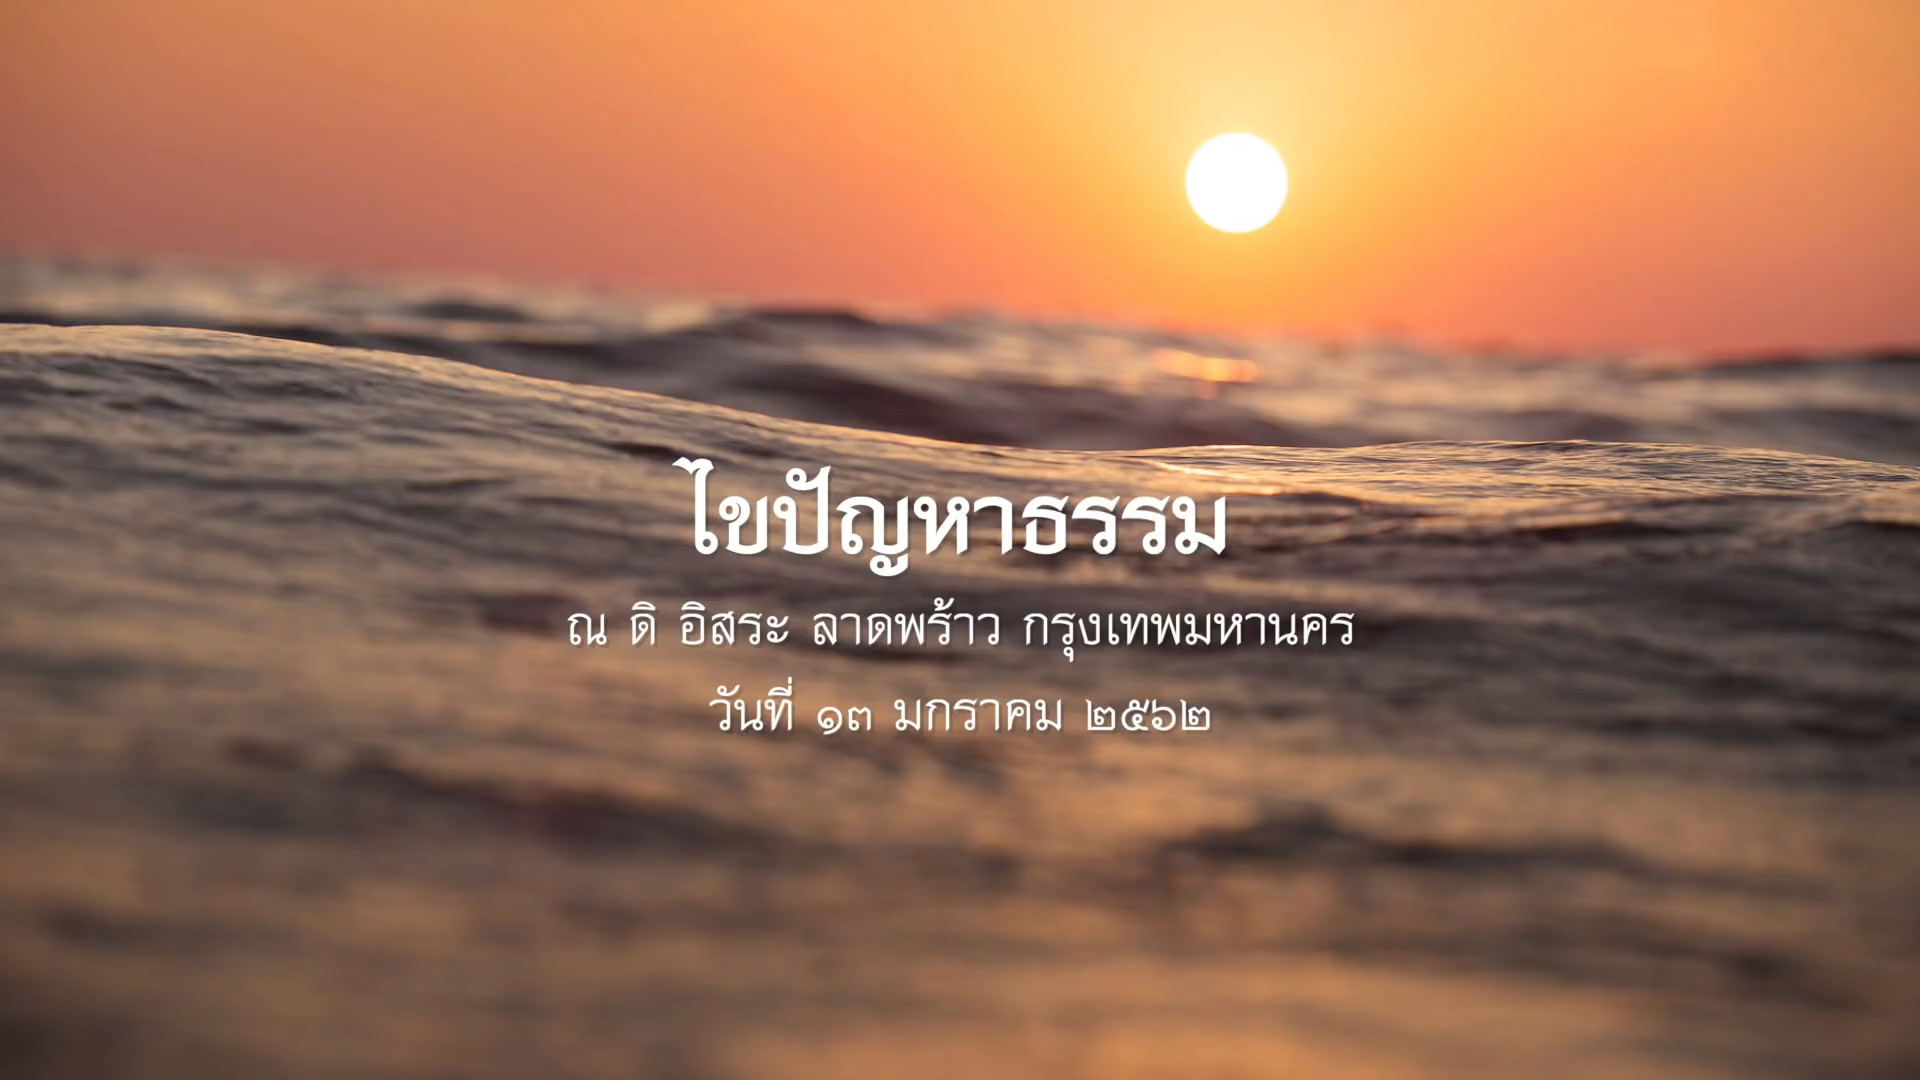 ไขปัญหาธรรม
ณ ดิ อิสระ ลาดพร้าว กรุงเทพมหานคร
วันที่ ๑๓ มกราคม ๒๕๖๒